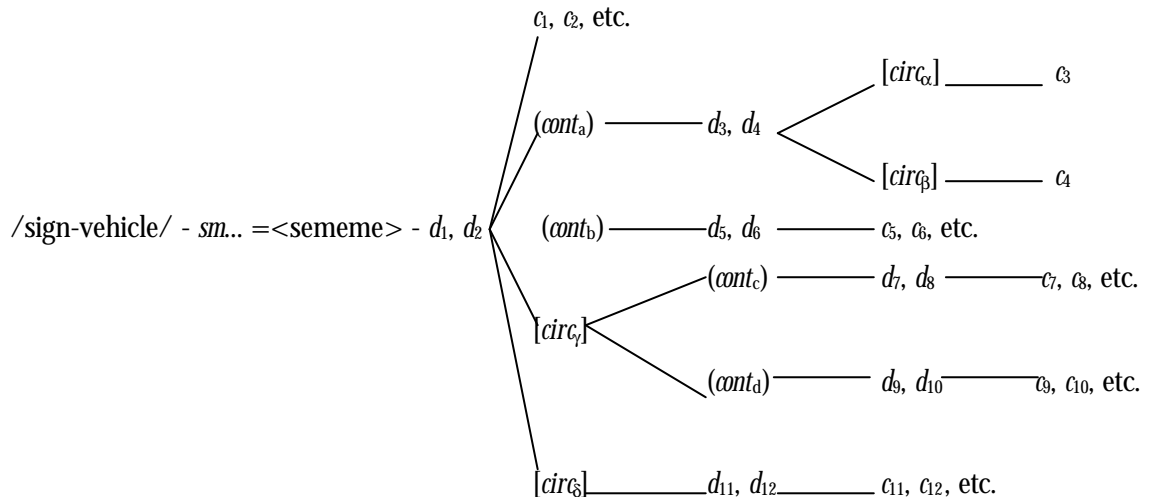 c1, c2, etc.
[circα] c3
(conta) d3, d4
[circβ] c4
/sign-vehicle/ - sm... =<sememe> - d1, d2 (contb) d5, d6 c5, c6, etc.
(contc) d7, d8 c7, c8, etc.
[circγ]
(contd) d9, d10 c9, c10, etc.
[circδ] d11, d12 c11, c12, etc.